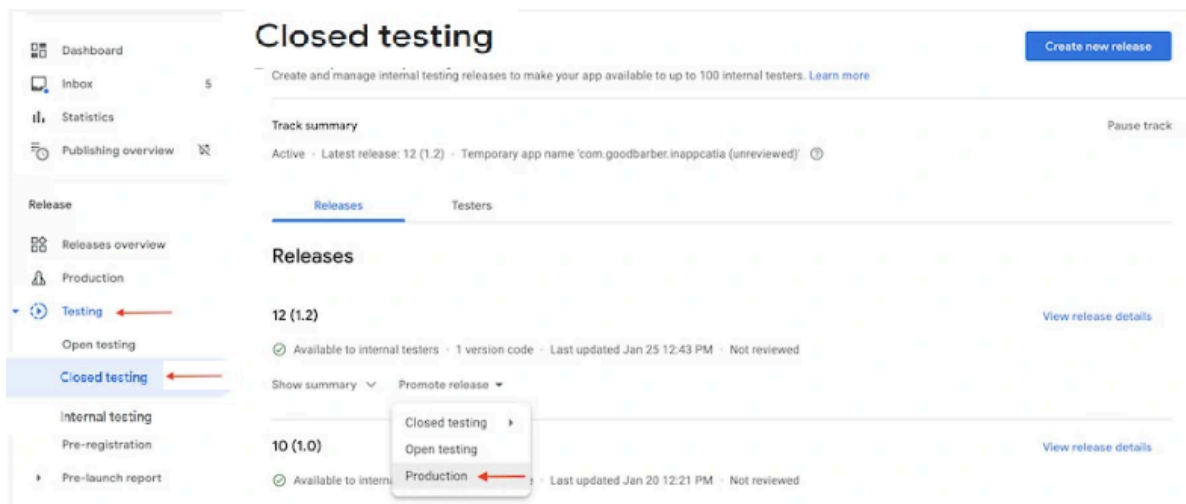 Dashboard
Inbox 5
Statistics
Publishing overview
Release
Releases overview
Production
Testing
Open testing
Closed testing
Internal testing
Pre-registration
Pre-launch report
Closed testing
Create new release
Create and manage internal testing releases to make your app available to up to 100 internal testers. Learn more
Track summary
Pause track
Active · Latest release: 12 (1.2) · Temporary app name 'com.goodbarber.inappcatia (unreviewed)'
Releases Testers
Releases
12 (1.2)
View release details
Available to internal testers · 1 version code · Last updated Jan 25 12:43 PM · Not reviewed
Show summary Promote release
Closed testing
Open testing
Production
10 (1.0)
View release details
Available to · Last updated Jan 20 12:21 PM · Not reviewed